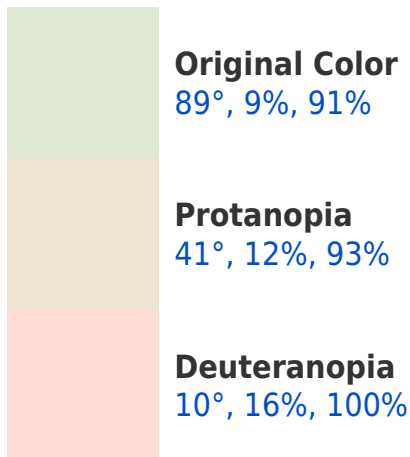 Original Color
89°, 9%, 91%
Protanopia
41°, 12%, 93%
Deuteranopia
10°, 16%, 100%